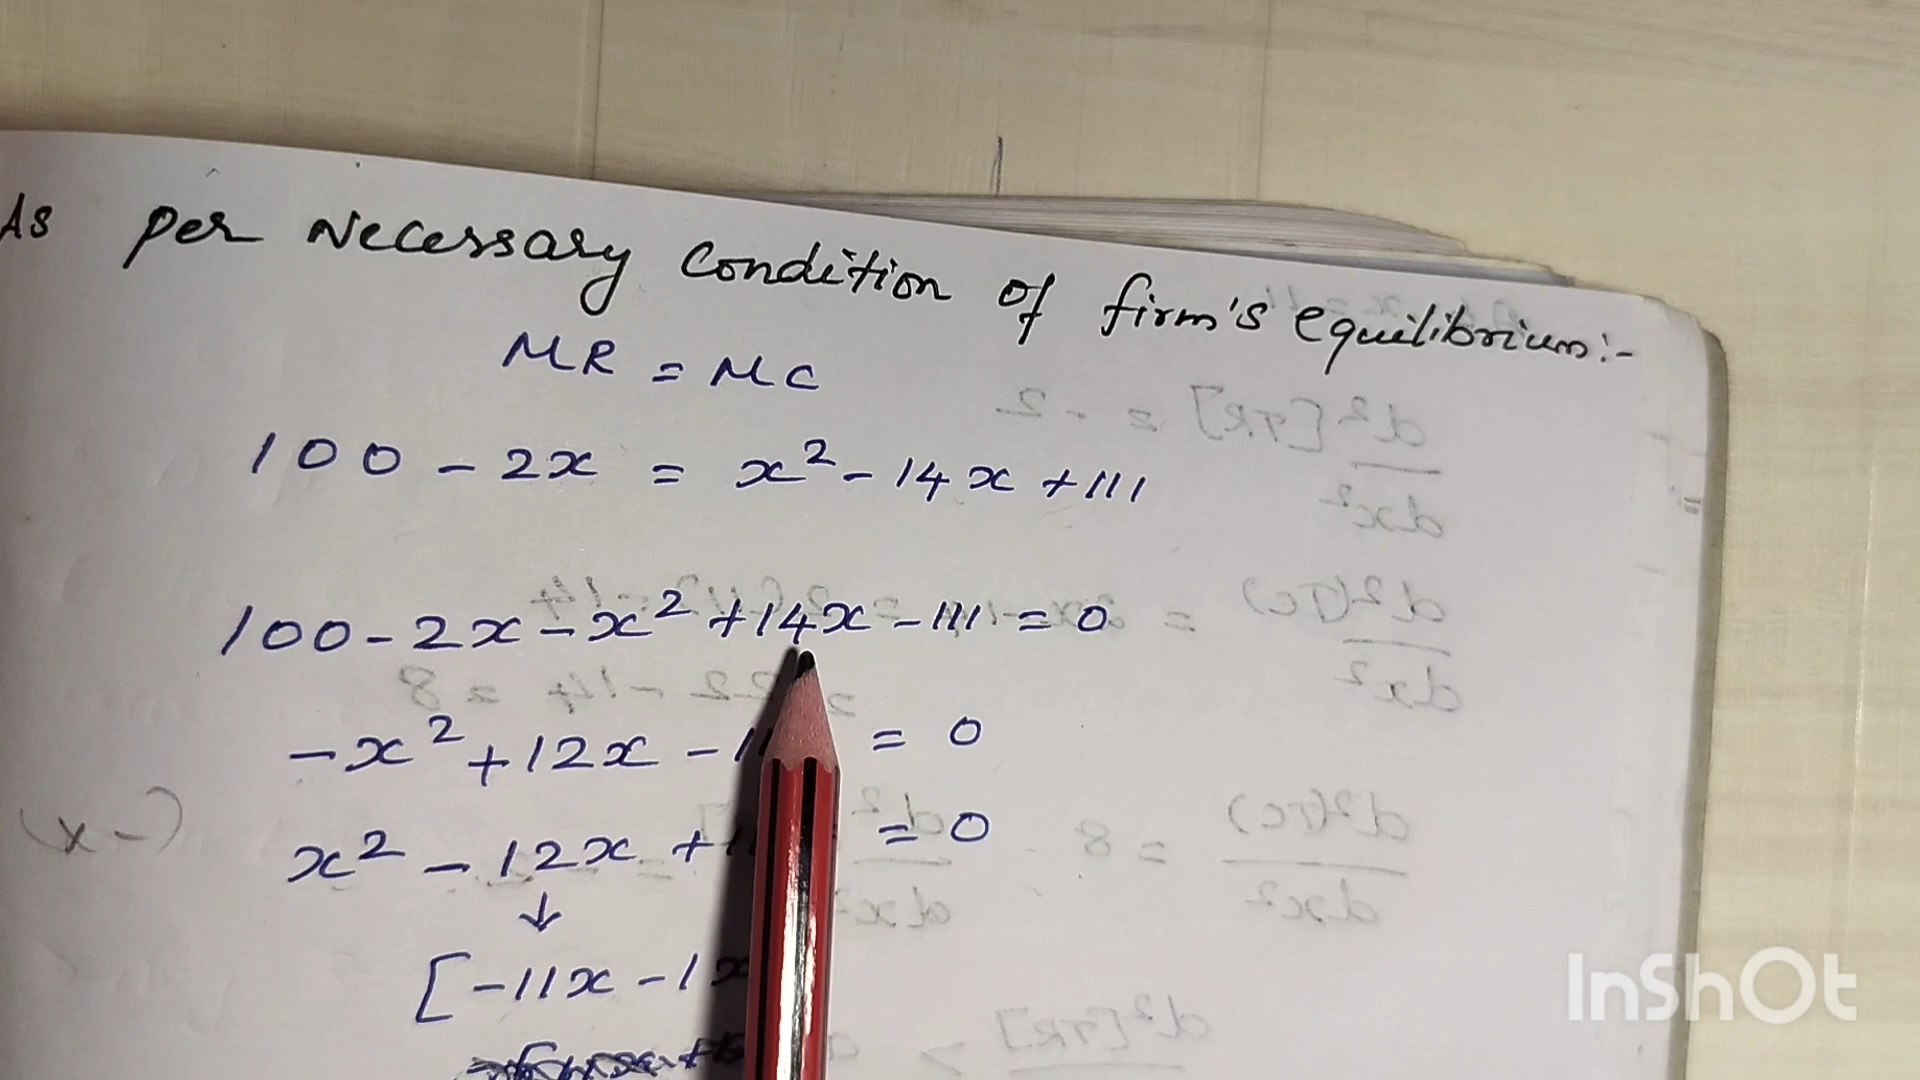 As per Necessary Condition of firm's equilibrium:-
MR = MC
100 - 2x = x² - 14x + 111
100 - 2x - x² + 14x - 111 = 0
-x² + 12x - 1 = 0
x² - 12x + 1 = 0
↓
[-11x - 1x
InShOt